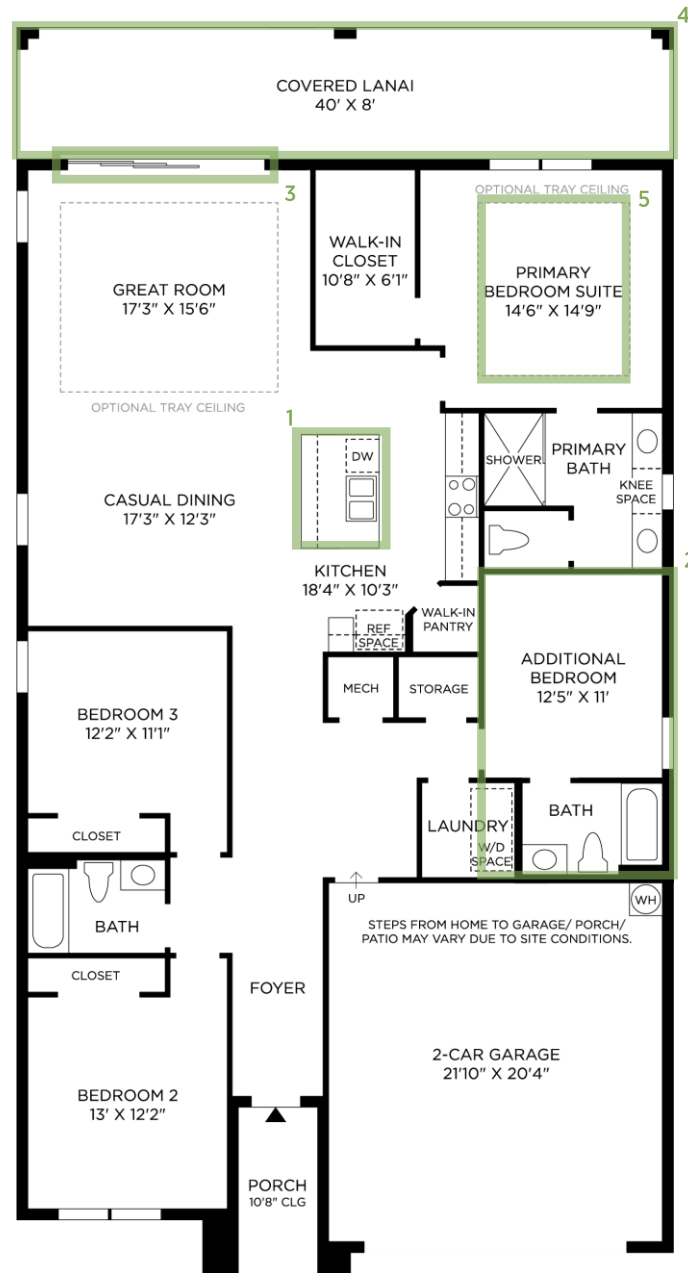 4
COVERED LANAI
40' X 8'
3
OPTIONAL TRAY CEILING
5
WALK-IN
CLOSET
10'8" X 6'1"
GREAT ROOM
17'3" X 15'6"
PRIMARY
BEDROOM SUITE
14'6" X 14'9"
OPTIONAL TRAY CEILING
1
DW
SHOWER
PRIMARY
BATH
KNEE
SPACE
CASUAL DINING
17'3" X 12'3"
KITCHEN
18'4" X 10'3"
2
REF
SPACE
WALK-IN
PANTRY
ADDITIONAL
BEDROOM
12'5" X 11'
MECH
STORAGE
BEDROOM 3
12'2" X 11'1"
CLOSET
LAUNDRY
W/D
SPACE
BATH
UP
WH
STEPS FROM HOME TO GARAGE/ PORCH/
PATIO MAY VARY DUE TO SITE CONDITIONS.
BATH
CLOSET
FOYER
2-CAR GARAGE
21'10" X 20'4"
BEDROOM 2
13' X 12'2"
PORCH
10'8" CLG